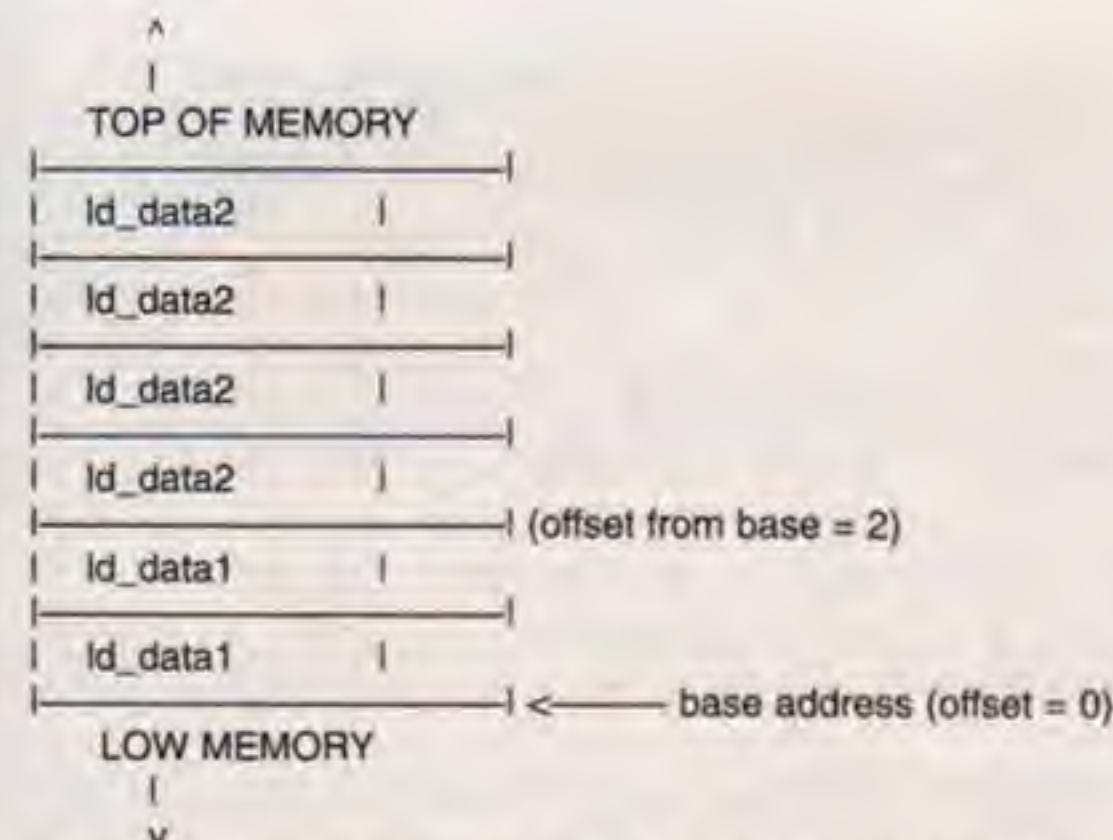 ^
|
TOP OF MEMORY
|—————————|
| ld_data2 |
|—————————|
| ld_data2 |
|—————————|
| ld_data2 |
|—————————|
| ld_data2 |
|—————————| (offset from base = 2)
| ld_data1 |
|—————————|
| ld_data1 |
|—————————| <——— base address (offset = 0)
LOW MEMORY
|
v